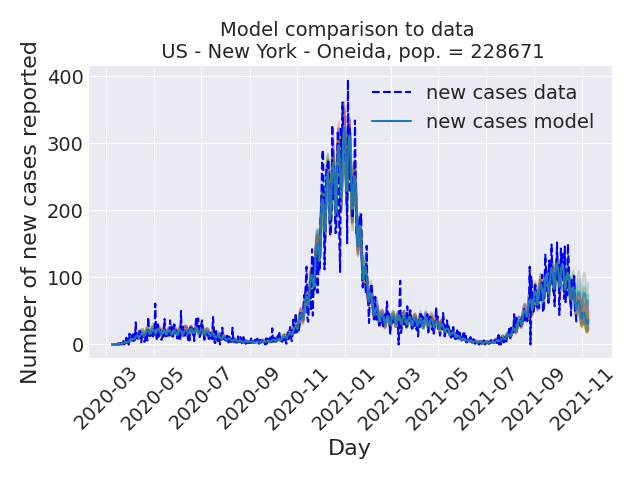 Model comparison to data
US - New York - Oneida, pop. = 228671
Number of new cases reported
400
300
200
100
0
new cases data
new cases model
2020-03
2020-05
2020-07
2020-09
2020-11
2021-01
2021-03
2021-05
2021-07
2021-09
2021-11
Day